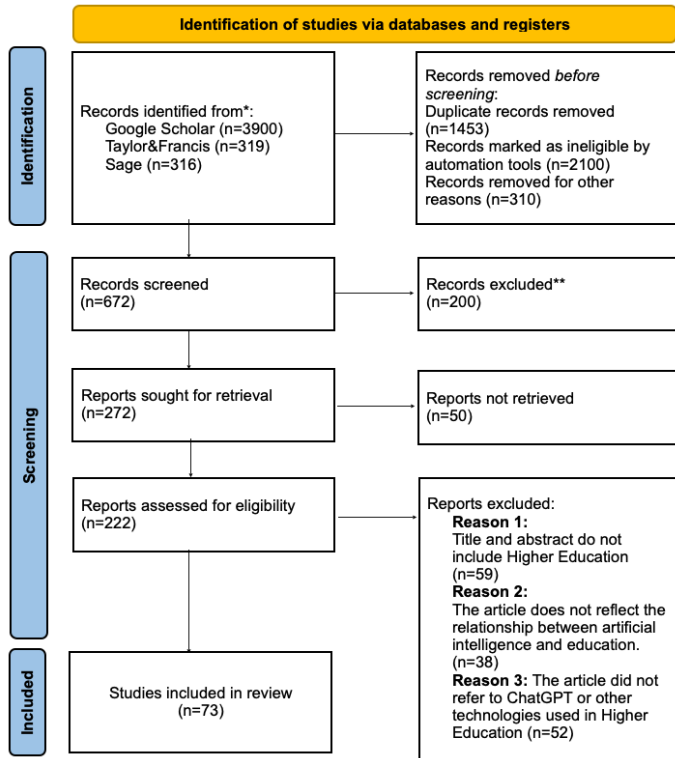 Identification of studies via databases and registers
Identification
Records identified from*:
Google Scholar (n=3900)
Taylor&Francis (n=319)
Sage (n=316)
Records removed before
screening:
Duplicate records removed
(n=1453)
Records marked as ineligible by
automation tools (n=2100)
Records removed for other
reasons (n=310)
Screening
Records screened
(n=672)
Records excluded**
(n=200)
Reports sought for retrieval
(n=272)
Reports not retrieved
(n=50)
Reports assessed for eligibility
(n=222)
Reports excluded:
Reason 1:
Title and abstract do not
include Higher Education
(n=59)
Reason 2:
The article does not reflect the
relationship between artificial
intelligence and education.
(n=38)
Reason 3: The article did not
refer to ChatGPT or other
technologies used in Higher
Education (n=52)
Included
Studies included in review
(n=73)